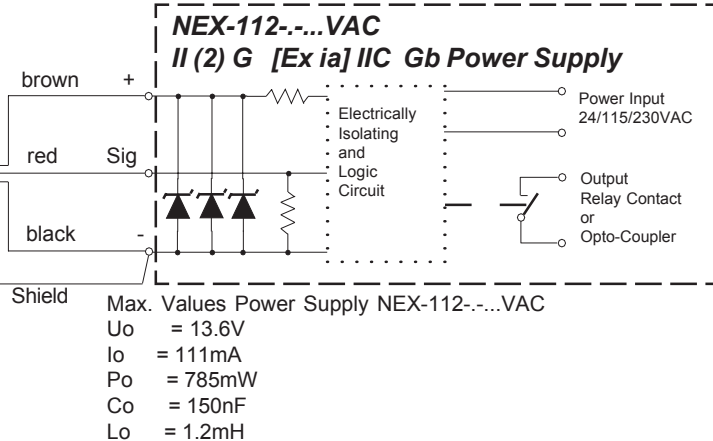 NEX-112-.-...VAC
II (2) G [Ex ia] IIC Gb Power Supply
brown +
Power Input
24/115/230VAC
Electrically
Isolating
and
Logic
Circuit
red Sig
Output
Relay Contact
or
Opto-Coupler
black -
Shield
Max. Values Power Supply NEX-112-.-...VAC
Uo = 13.6V
Io = 111mA
Po = 785mW
Co = 150nF
Lo = 1.2mH